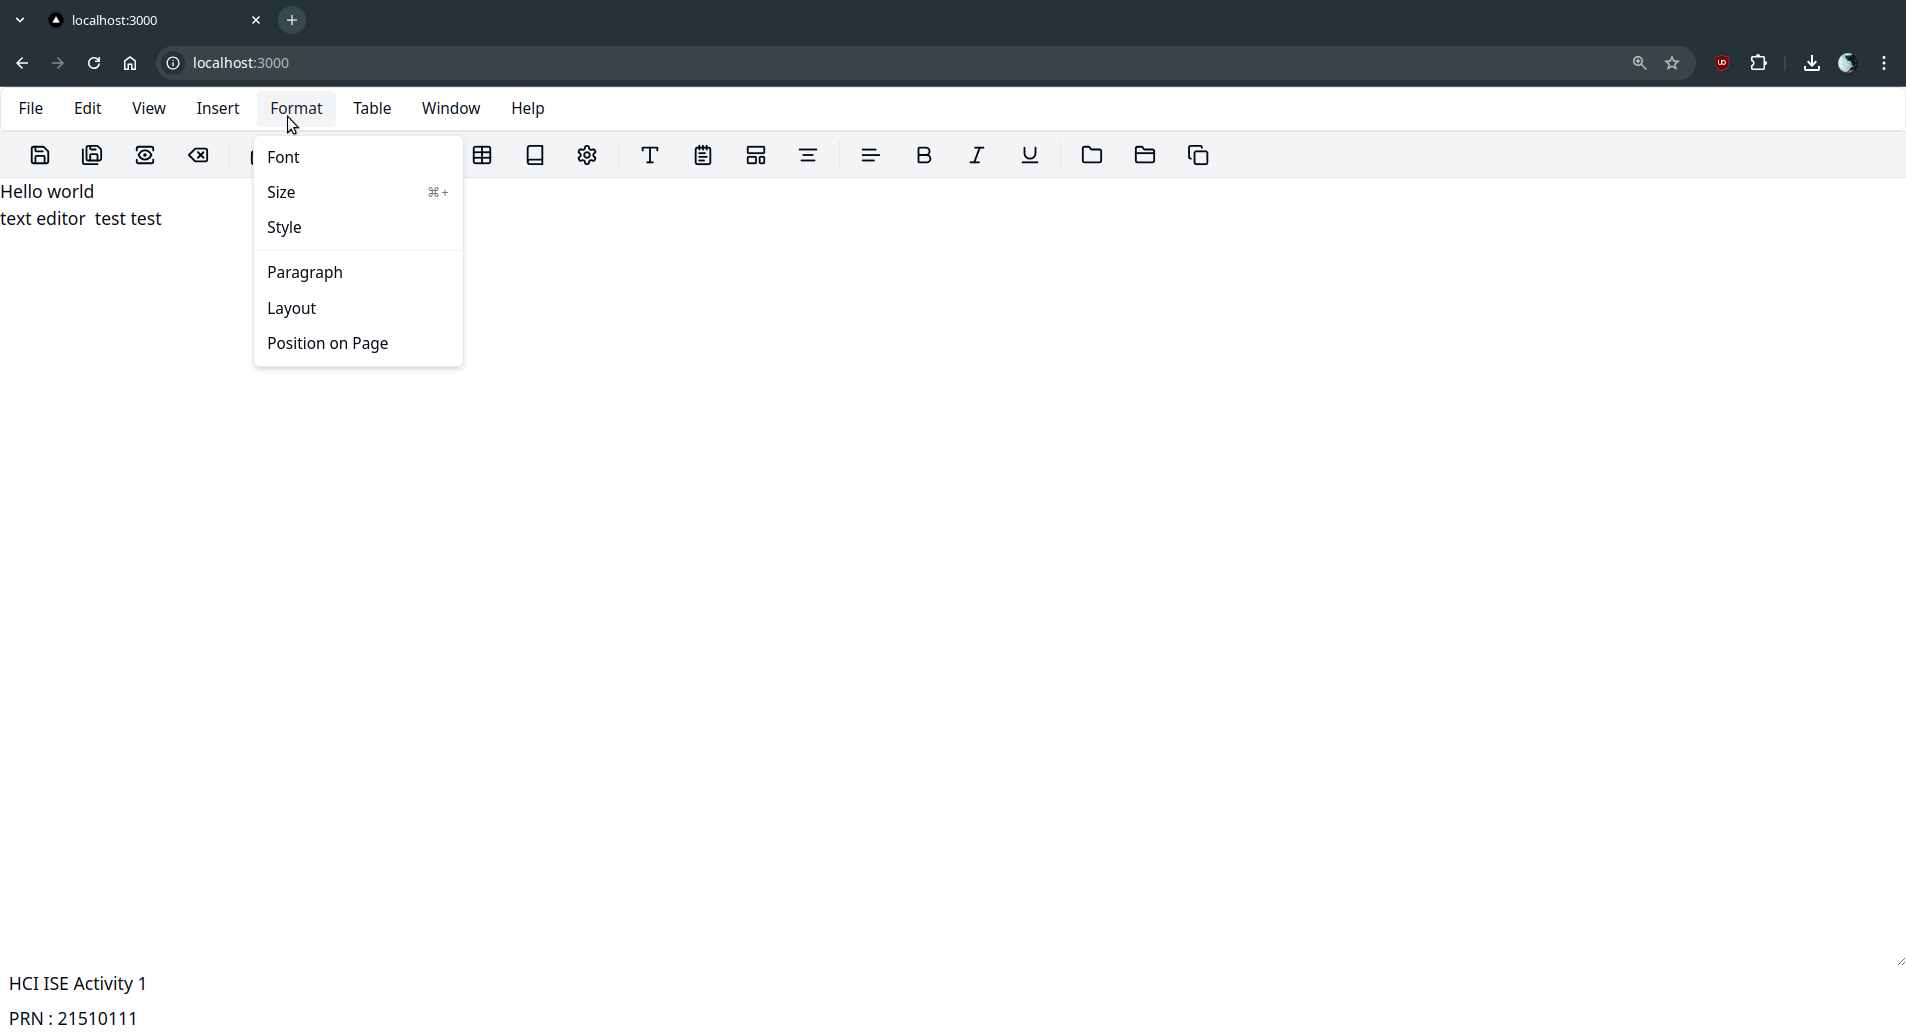 localhost:3000
localhost:3000
File Edit View Insert Format Table Window Help
Font
Size ⌘+
Style
Paragraph
Layout
Position on Page
Hello world
text editor  test test
HCI ISE Activity 1
PRN : 21510111